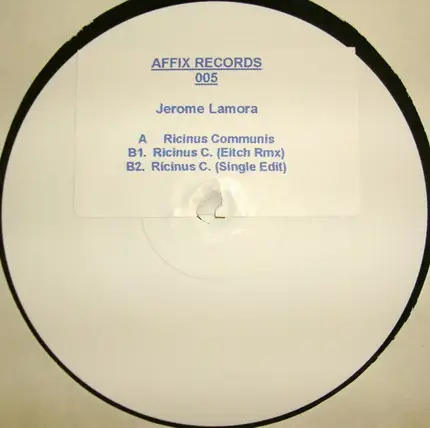 AFFIX RECORDS
005
Jerome Lamora
A Ricinus Communis
B1. Ricinus C. (Eitch Rmx)
B2. Ricinus C. (Single Edit)